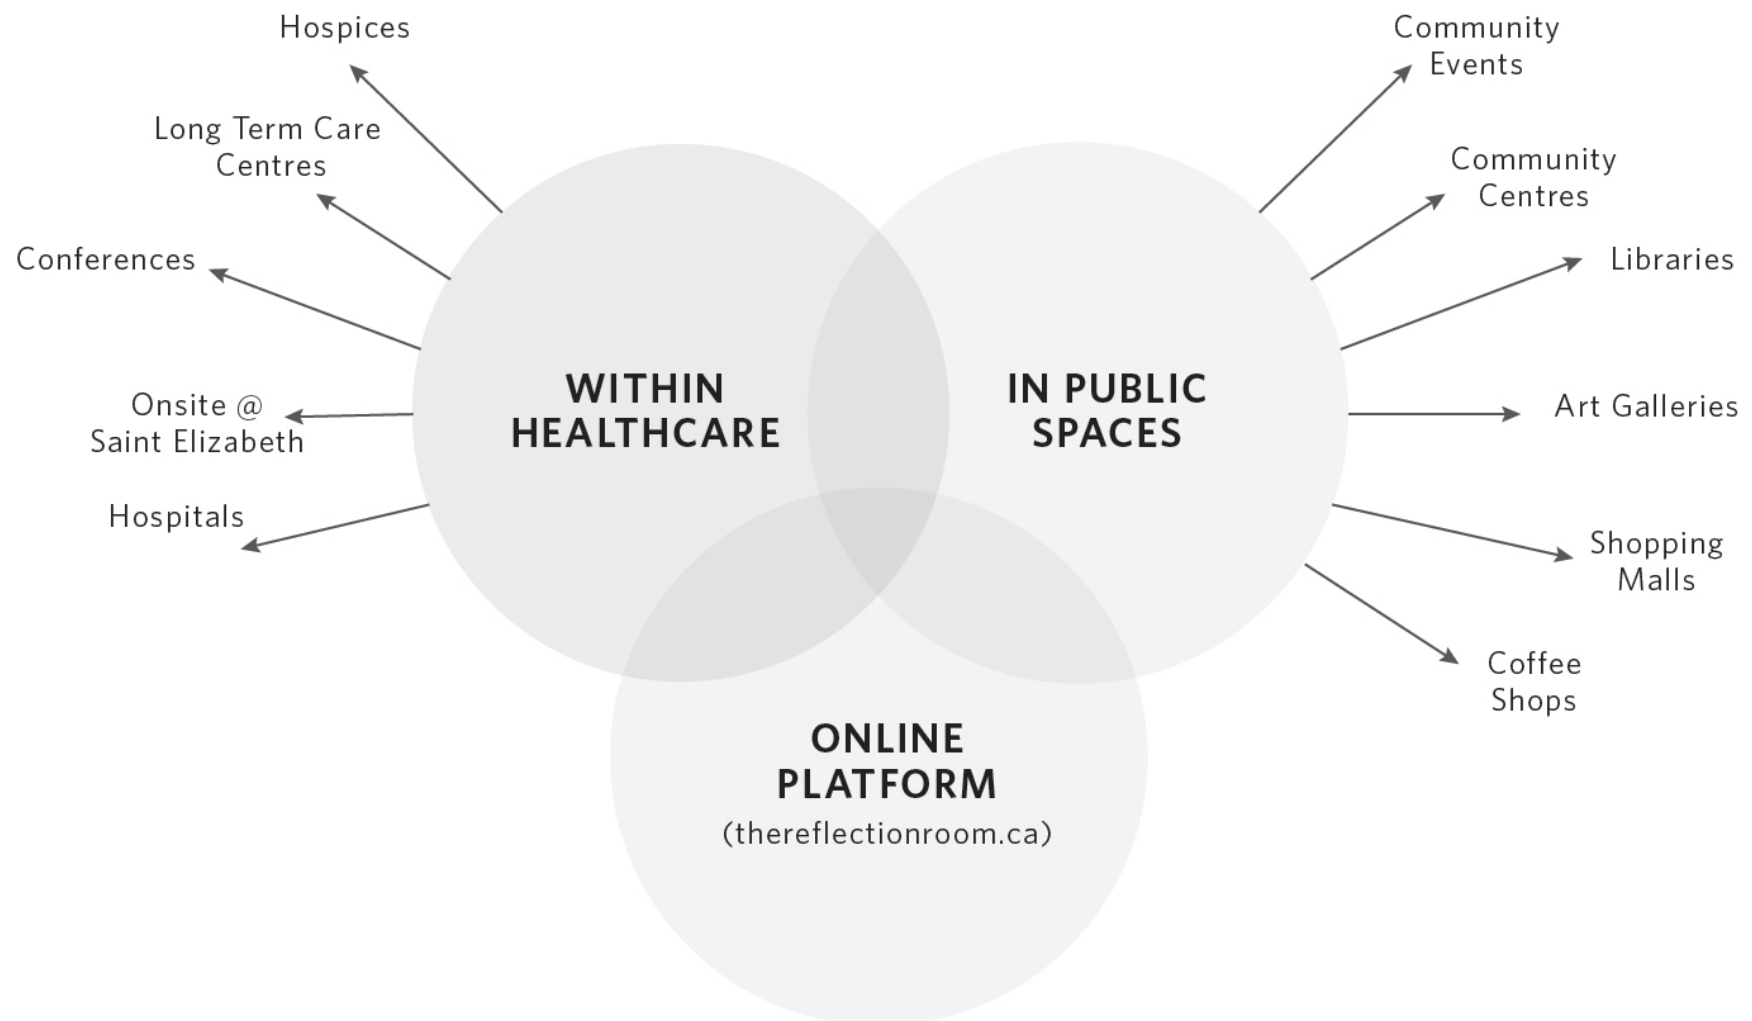 Hospices
Long Term Care
Centres
Conferences
Onsite @
Saint Elizabeth
Hospitals
WITHIN
HEALTHCARE
IN PUBLIC
SPACES
ONLINE
PLATFORM
(thereflectionroom.ca)
Community
Events
Community
Centres
Libraries
Art Galleries
Shopping
Malls
Coffee
Shops